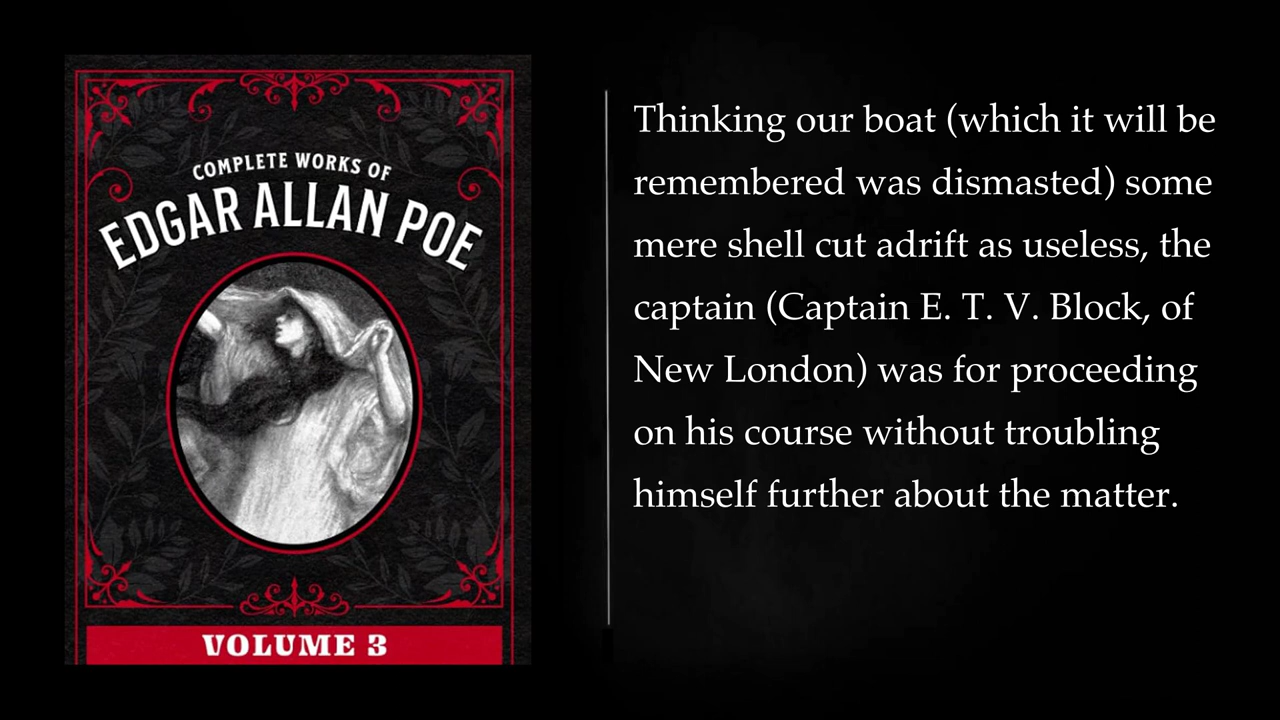 COMPLETE WORKS OF
EDGAR ALLAN POE
VOLUME 3
Thinking our boat (which it will be
remembered was dismasted) some
mere shell cut adrift as useless, the
captain (Captain E. T. V. Block, of
New London) was for proceeding
on his course without troubling
himself further about the matter.